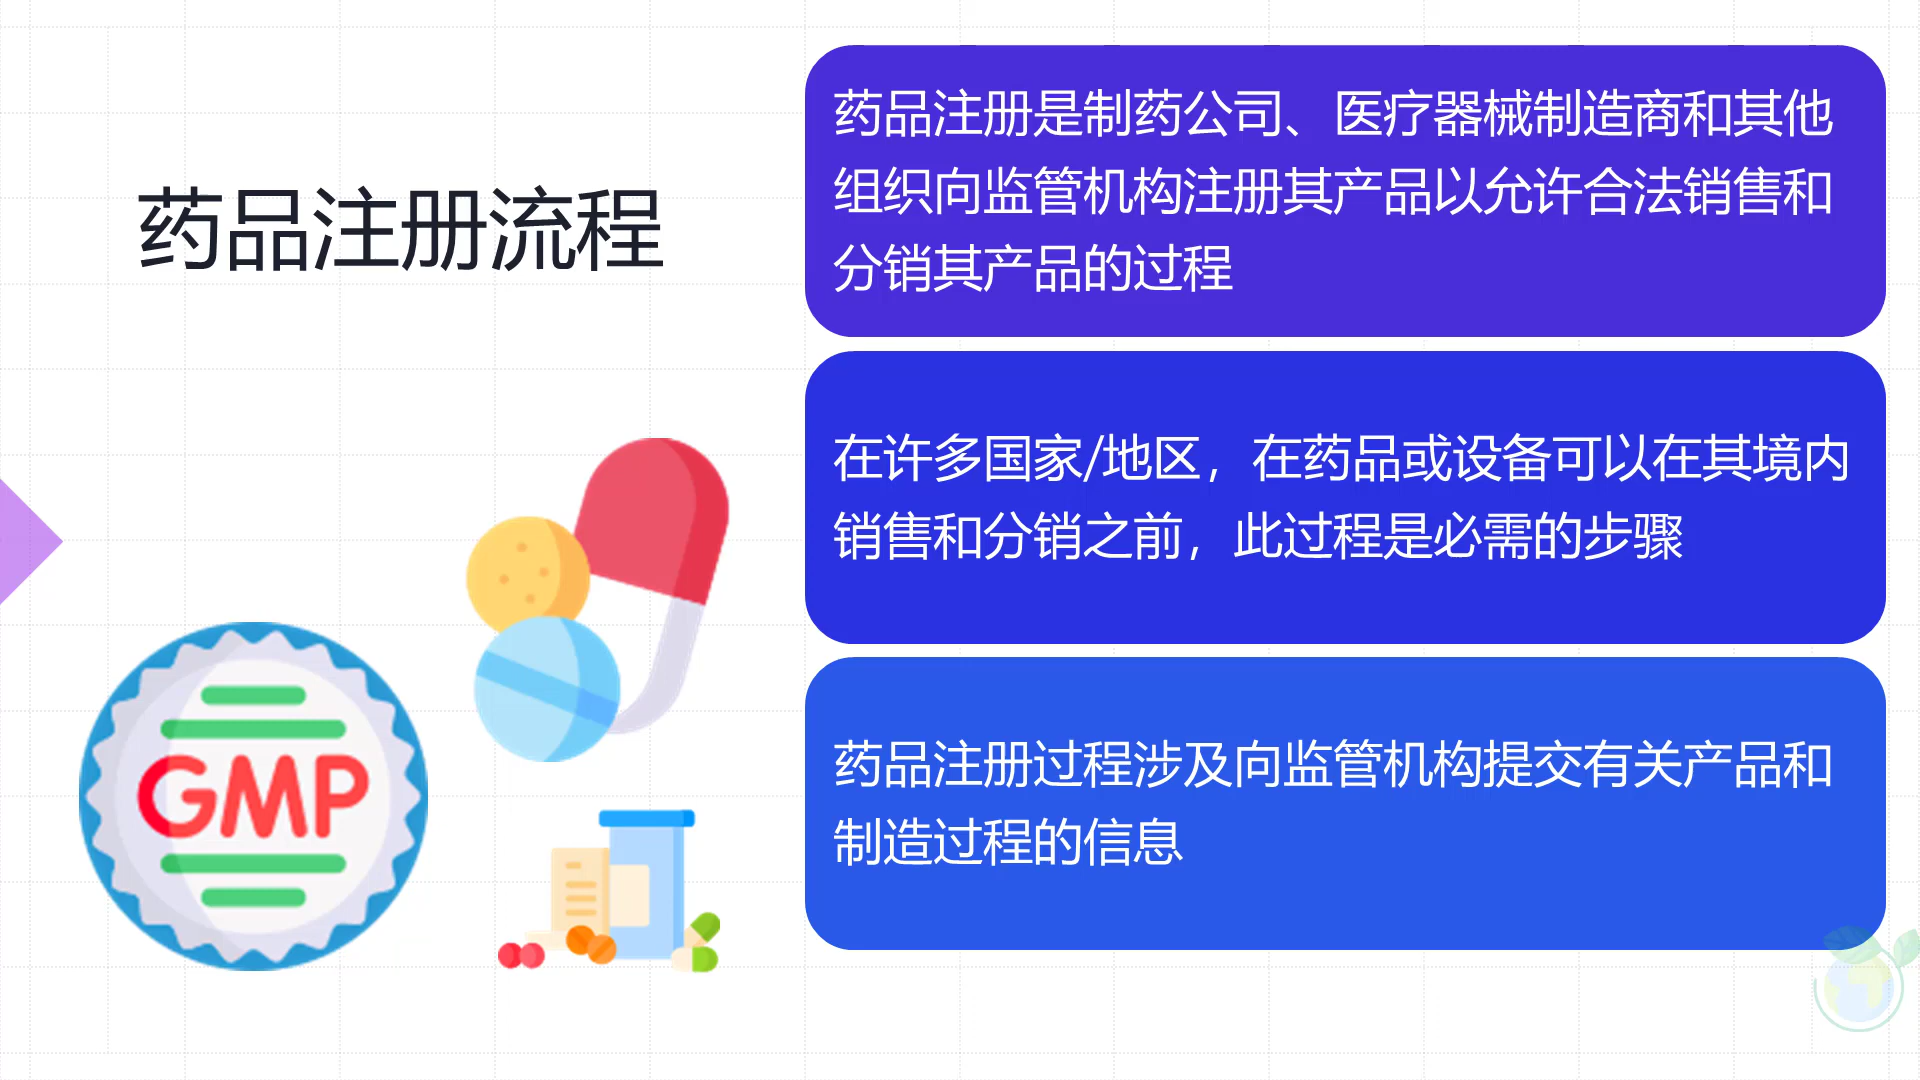 药品注册流程
药品注册是制药公司、医疗器械制造商和其他
组织向监管机构注册其产品以允许合法销售和
分销其产品的过程
在许多国家/地区，在药品或设备可以在其境内
销售和分销之前，此过程是必需的步骤
药品注册过程涉及向监管机构提交有关产品和
制造过程的信息
GMP